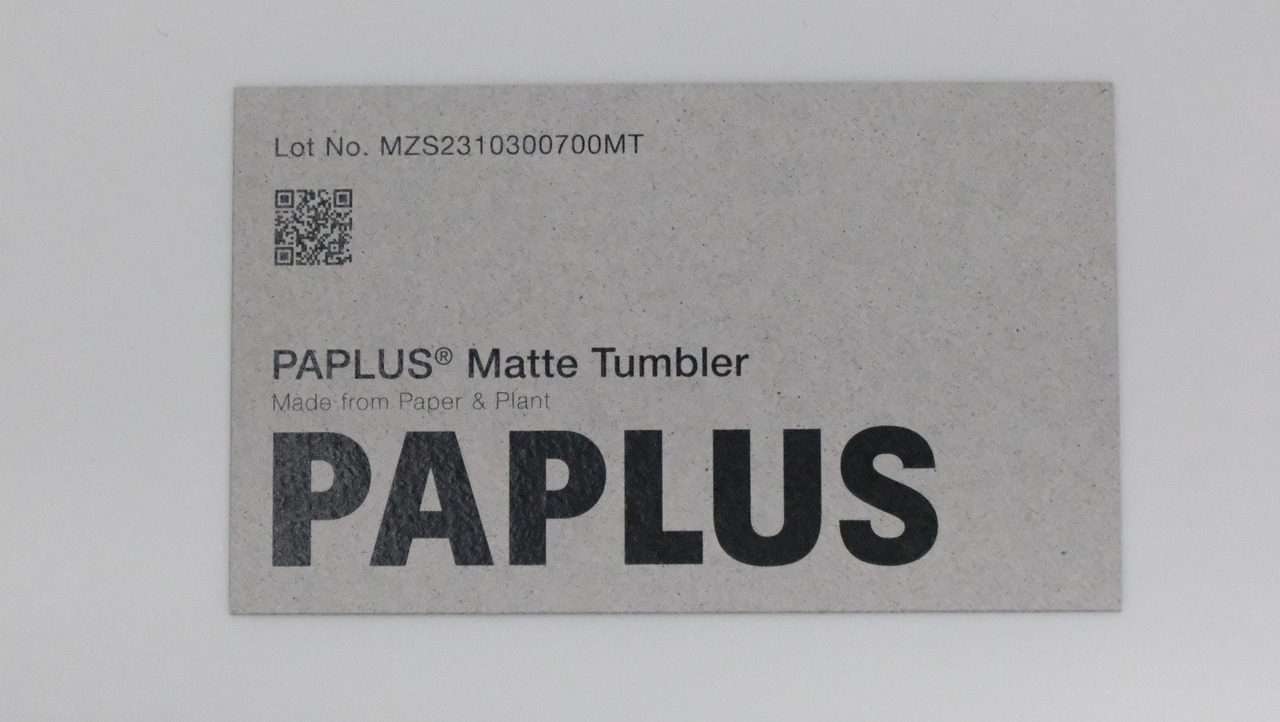 Lot No. MZS2310300700MT
PAPLUS® Matte Tumbler
Made from Paper & Plant
PAPLUS